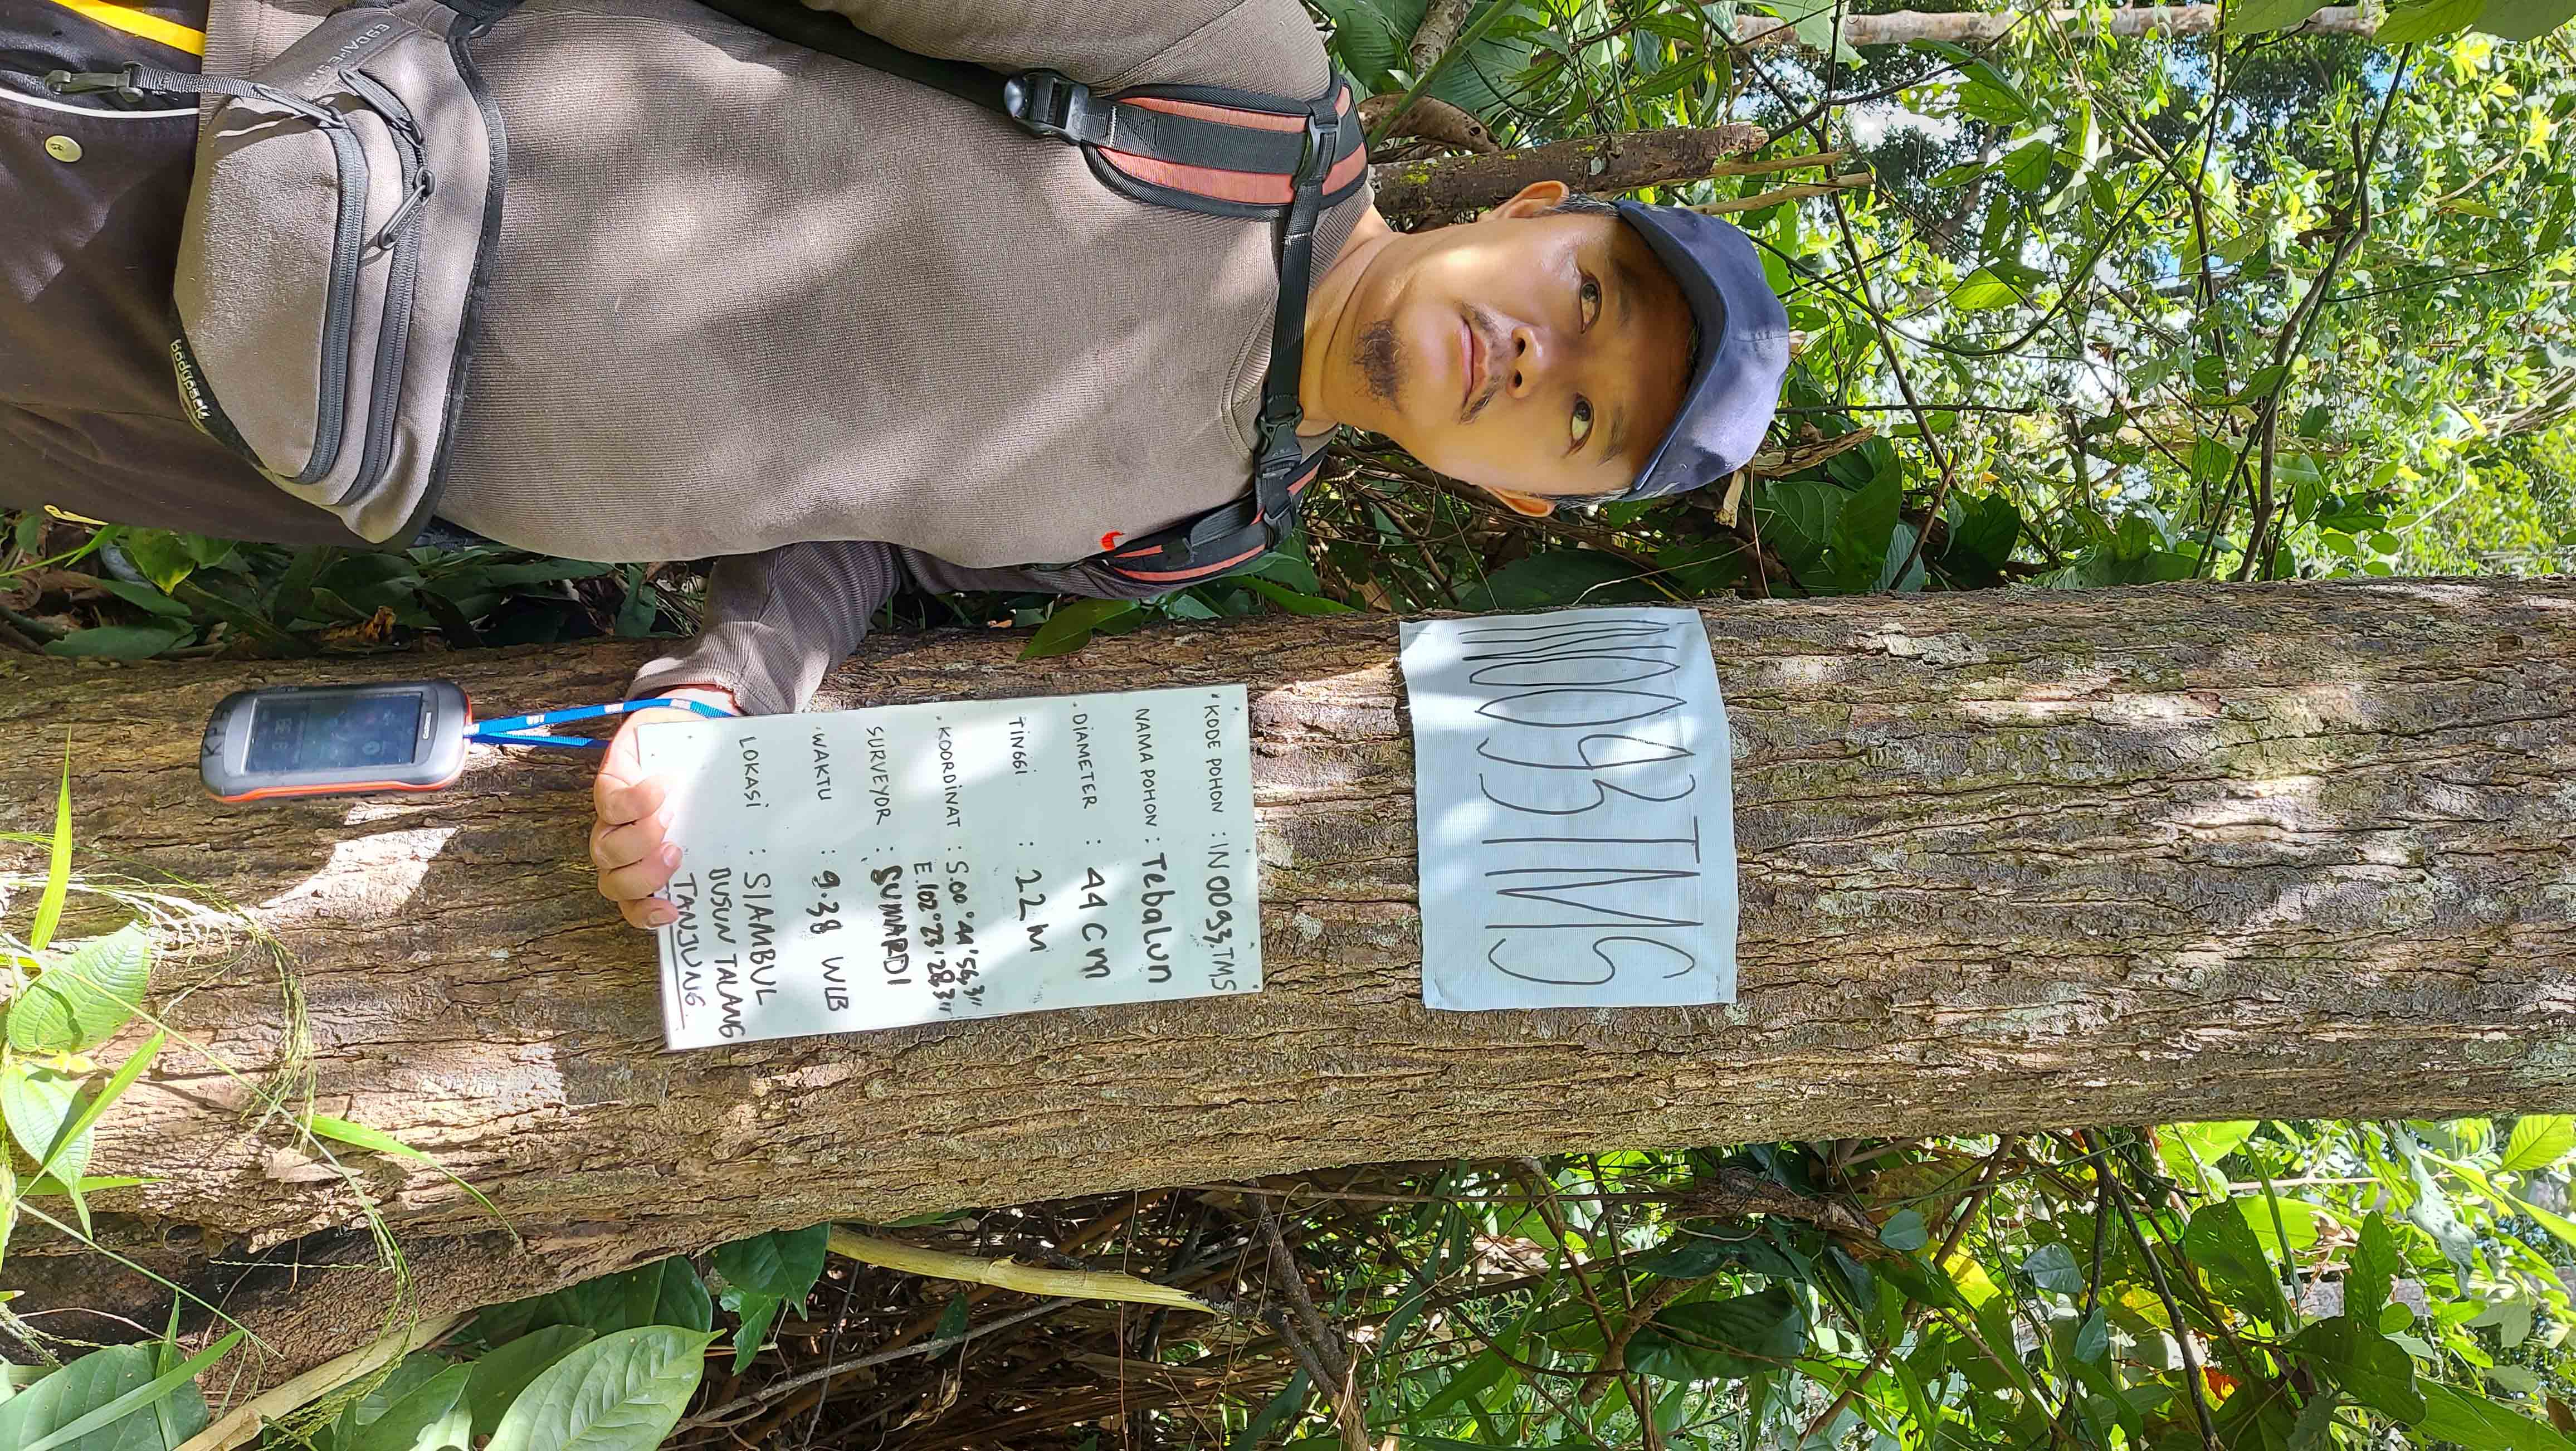 IN0093TMS
KODE POHON : IN 0093.TMS
NAMA POHON : Tebalun
DIAMETER : 44 cm
TINGGI : 22 M
KOORDINAT : S.00°44'56,3"
E.102°23'28,3"
SURVEYOR : SUMARDI
WAKTU : 9.38 WIB
LOKASI : SIAMBUL
DUSUN TALANG
TANJUNG.
GARMIN
bodypack